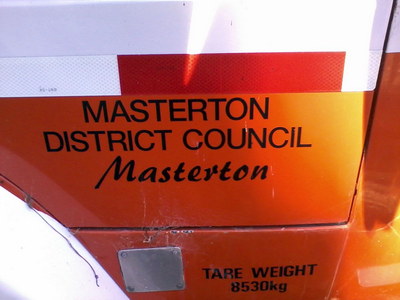 MASTERTON
DISTRICT COUNCIL
Masterton
TARE WEIGHT
8530kg